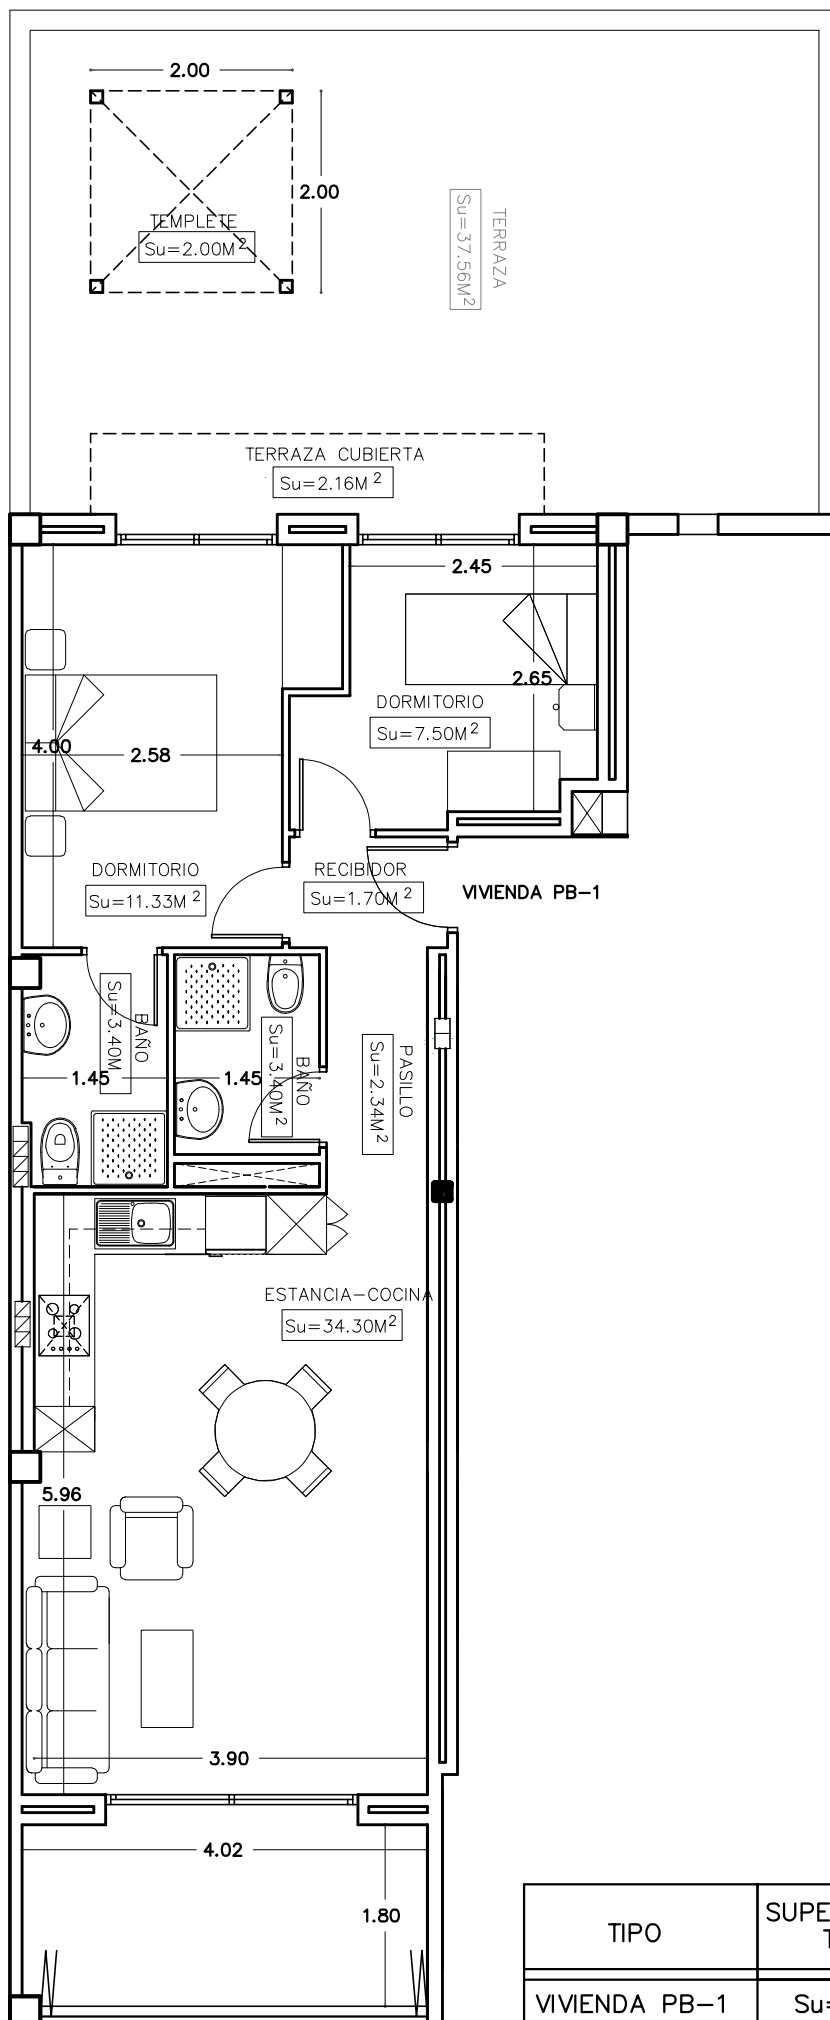 2.00
2.00
TEMPLETE
Su=2.00M²
TERRAZA
Su=37.56M²
TERRAZA CUBIERTA
Su=2.16M²
2.45
2.65
DORMITORIO
Su=7.50M²
4.00
2.58
DORMITORIO
Su=11.33M²
RECIBIDOR
Su=1.70M²
VIVIENDA PB-1
BAÑO
Su=3.40M
1.45
BAÑO
Su=3.40M²
1.45
PASILLO
Su=2.34M²
ESTANCIA-COCINA
Su=34.30M²
5.96
3.90
4.02
1.80
TIPO
SUPE
T
VIVIENDA PB-1
Su=